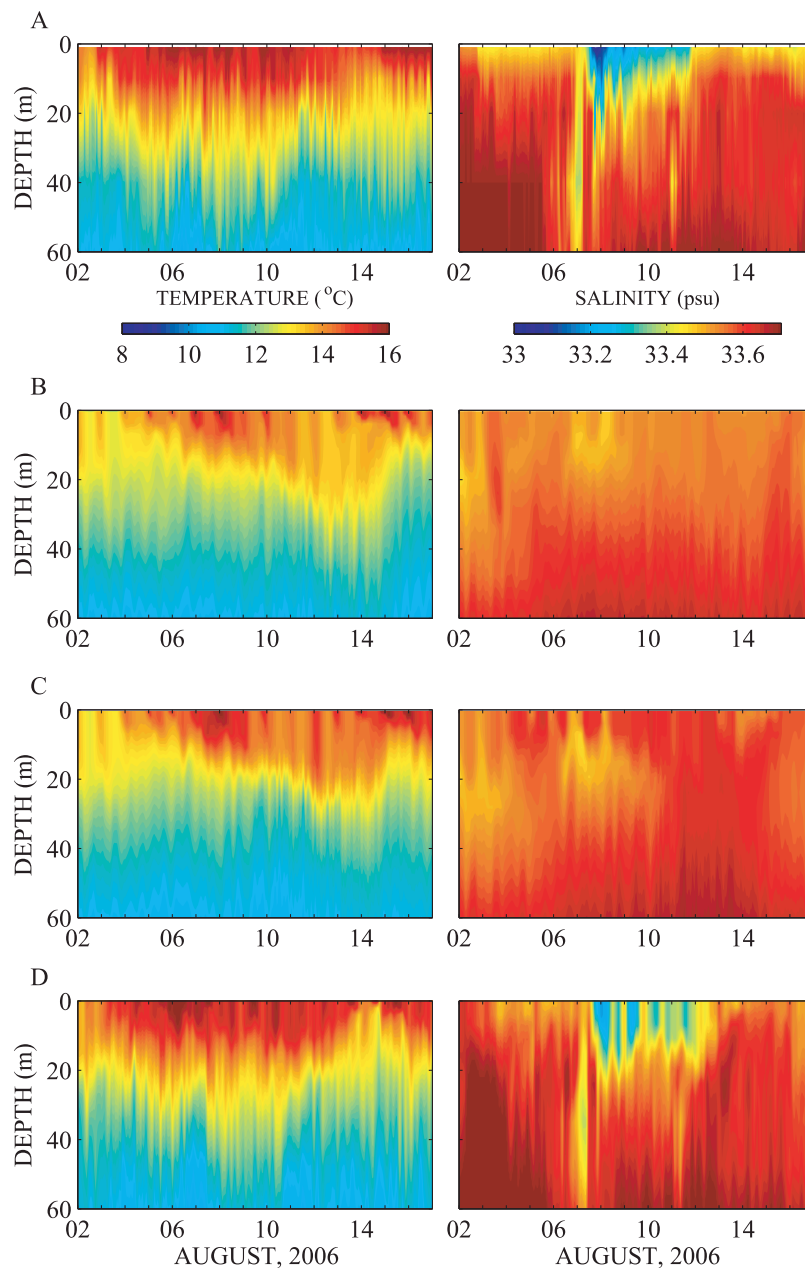 A
0
20
40
60
DEPTH (m)
02 06 10 14
02 06 10 14
TEMPERATURE (°C)
SALINITY (psu)
8 10 12 14 16
33 33.2 33.4 33.6
B
0
20
40
60
DEPTH (m)
02 06 10 14
02 06 10 14
C
0
20
40
60
DEPTH (m)
02 06 10 14
02 06 10 14
D
0
20
40
60
DEPTH (m)
02 06 10 14
02 06 10 14
AUGUST, 2006
AUGUST, 2006